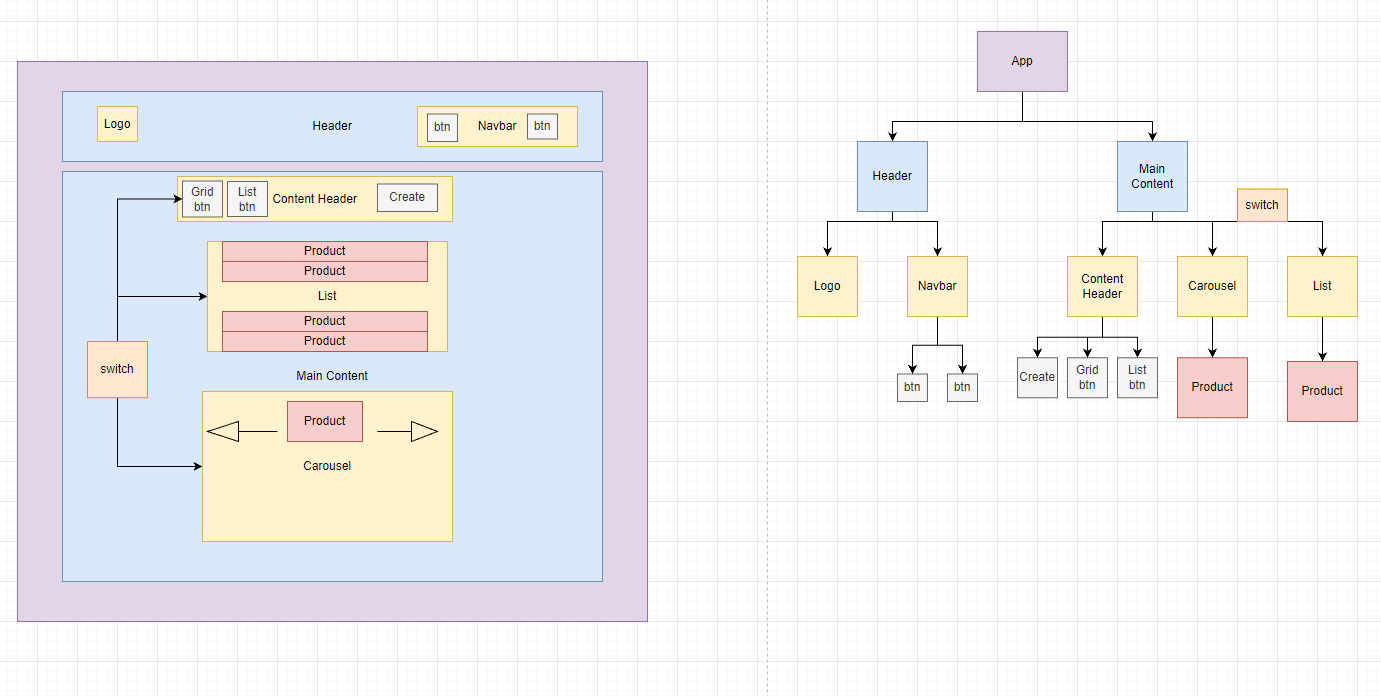 Logo
Header
btn
Navbar
btn
Grid
btn
List
btn
Content Header
Create
Product
Product
List
Product
Product
switch
Main Content
Product
Carousel
App
Header
Main
Content
switch
Logo
Navbar
Content
Header
Carousel
List
btn
btn
Create
Grid
btn
List
btn
Product
Product